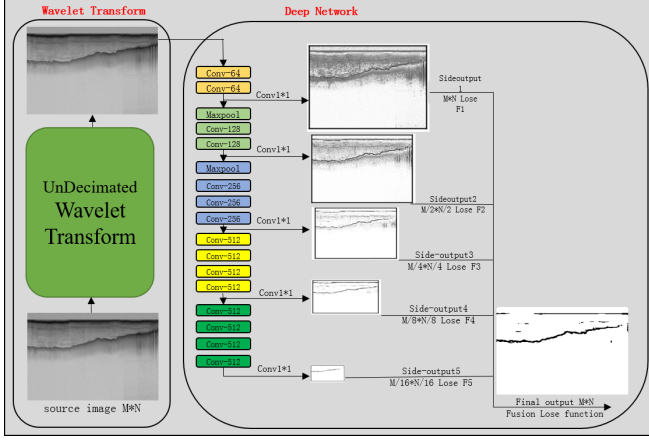 Wavelet Transform
Deep Network
UnDecimated
Wavelet
Transform
source image M*N
Conv-64
Conv-64
Conv1*1
Maxpool
Conv-128
Conv-128
Conv1*1
Maxpool
Conv-256
Conv-256
Conv-256
Conv1*1
Conv-512
Conv-512
Conv-512
Conv-512
Conv1*1
Conv-512
Conv-512
Conv-512
Conv-512
Conv1*1
Sideoutput
1
M*N Lose
F1
Sideoutput2
M/2*N/2 Lose F2
Side-output3
M/4*N/4 Lose F3
Side-output4
M/8*N/8 Lose F4
Side-output5
M/16*N/16 Lose F5
Final output M*N
Fusion Lose function